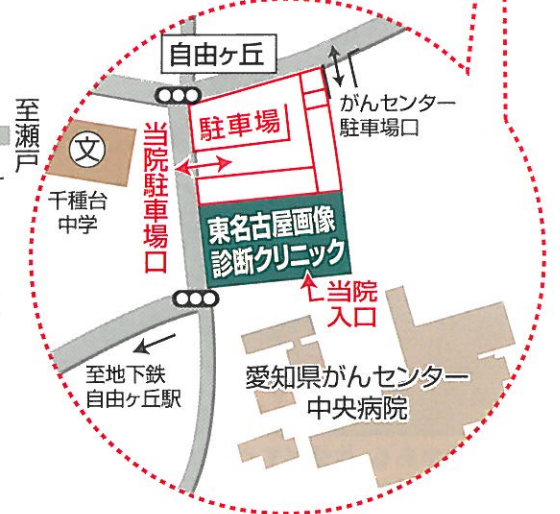 自由ヶ丘
至瀬戸
文
千種台
中学
当院駐車場口
駐車場
がんセンター
駐車場口
東名古屋画像
診断クリニック
当院
入口
至地下鉄
自由ヶ丘駅
愛知県がんセンター
中央病院